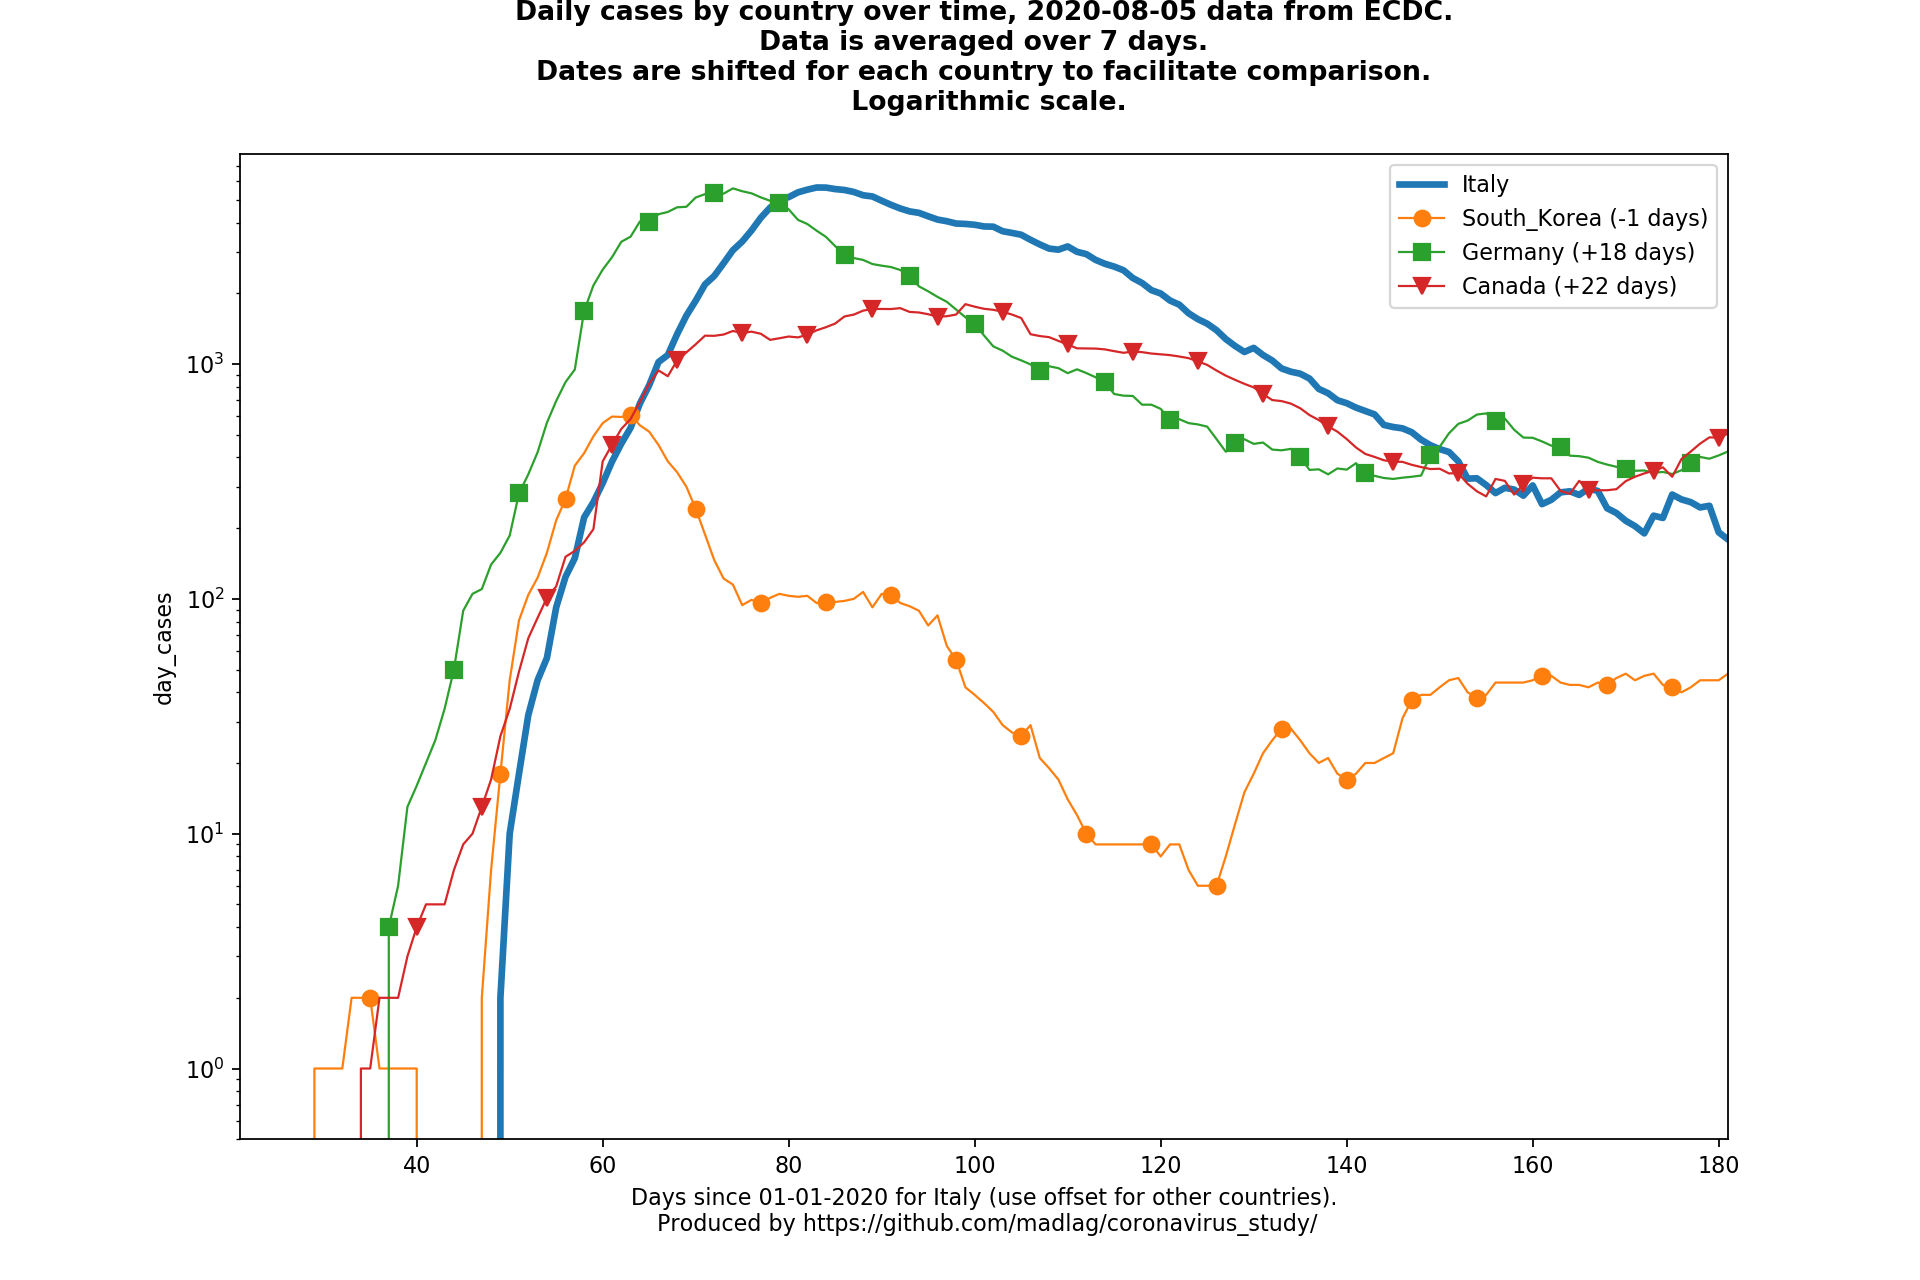 Daily cases by country over time, 2020-08-05 data from ECDC.
Data is averaged over 7 days.
Dates are shifted for each country to facilitate comparison.
Logarithmic scale.
Italy
South_Korea (-1 days)
Germany (+18 days)
Canada (+22 days)
day_cases
10³
10²
10¹
10⁰
40 60 80 100 120 140 160 180
Days since 01-01-2020 for Italy (use offset for other countries).
Produced by https://github.com/madlag/coronavirus_study/